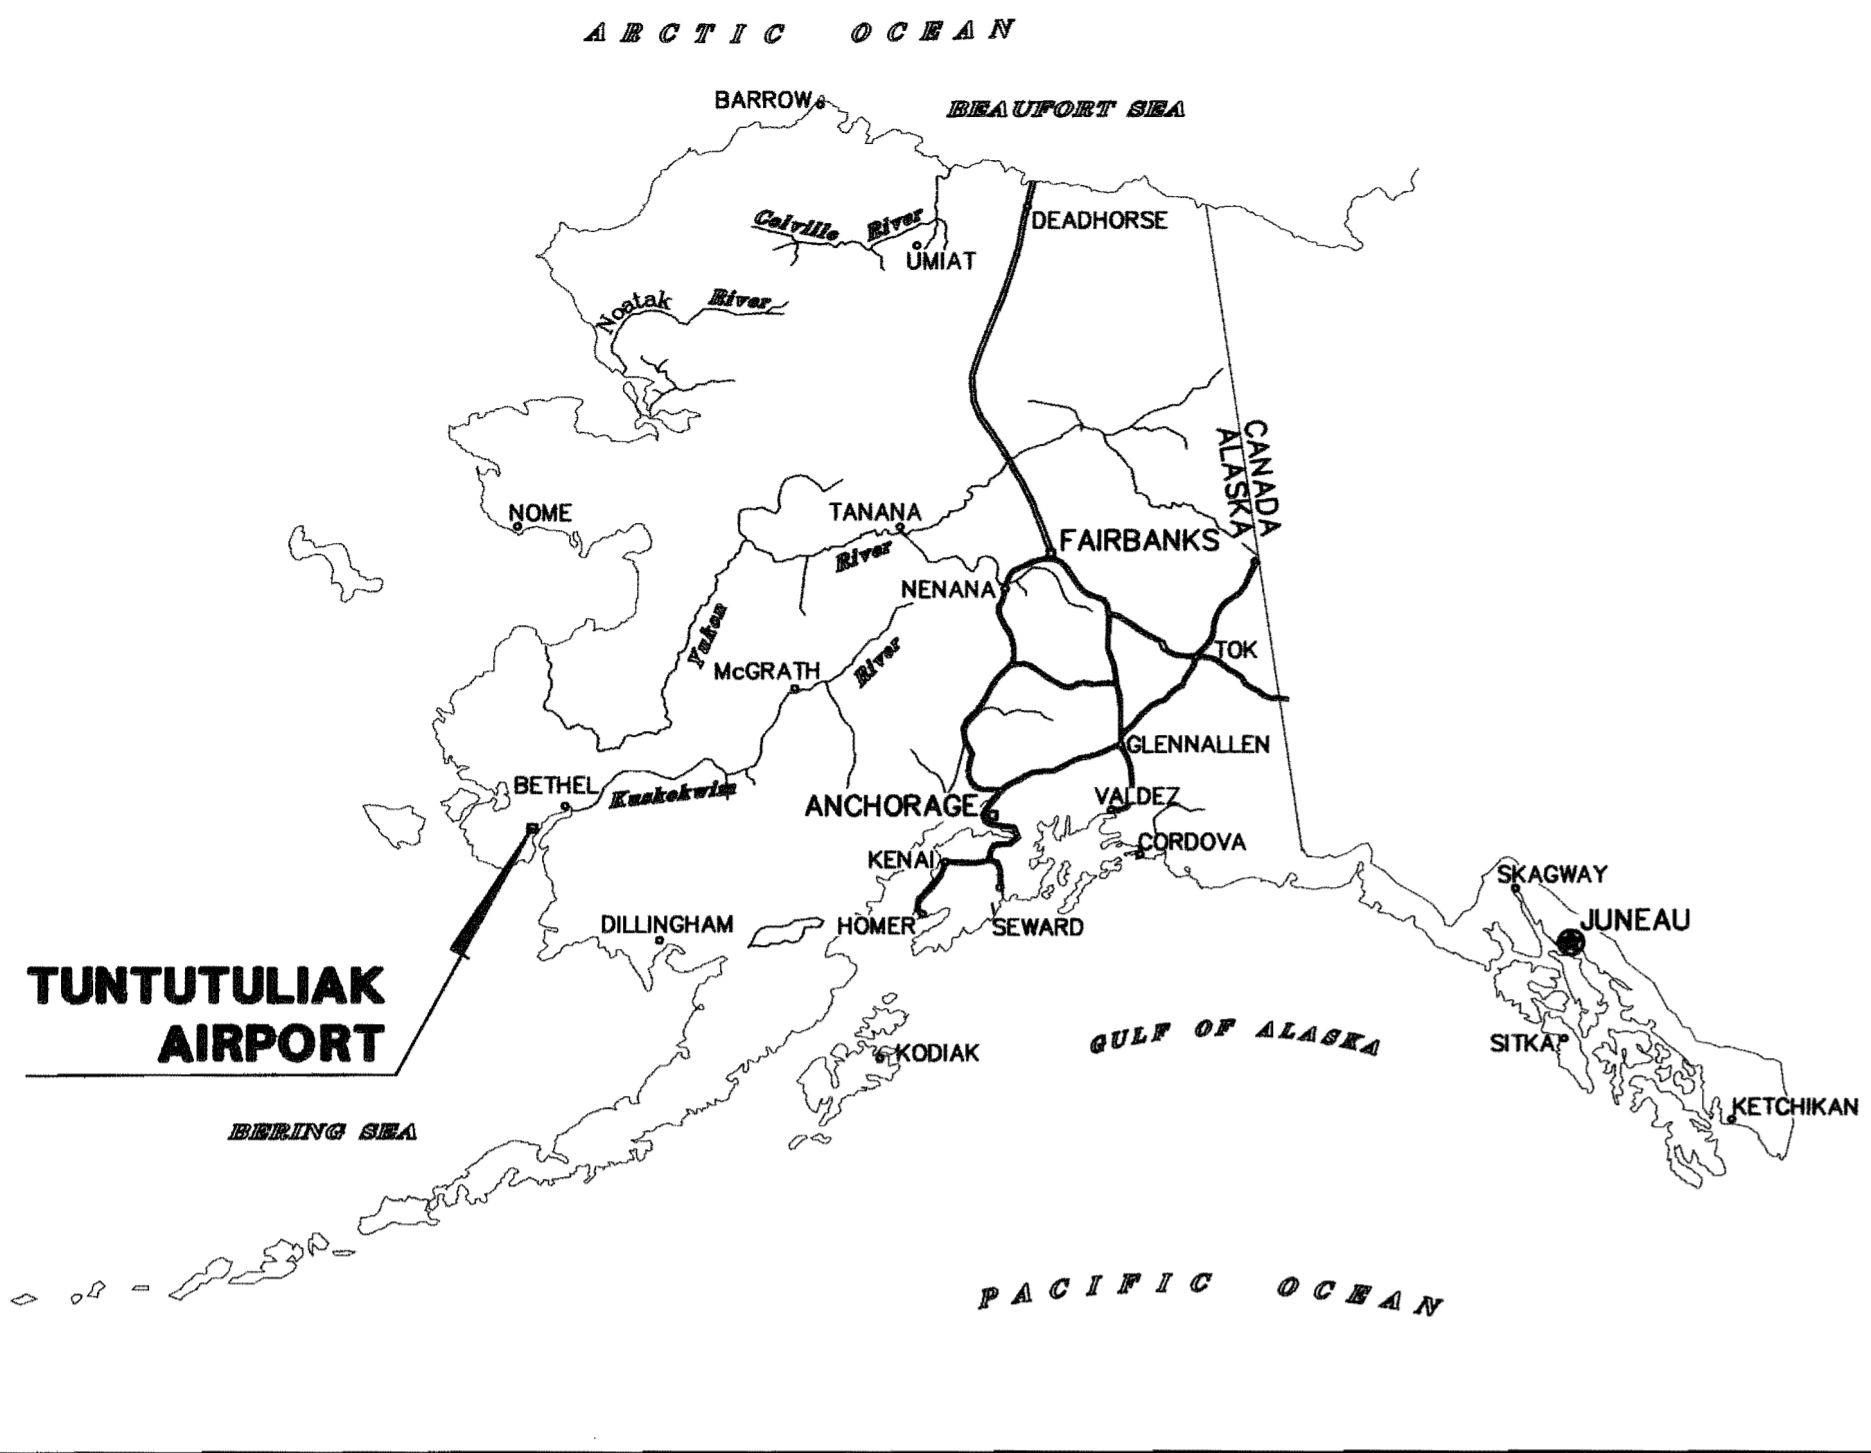 ARCTIC OCEAN
BARROW
BEAUFORT SEA
DEADHORSE
Colville River
UMIAT
Noatak River
CANADA
ALASKA
NOME
TANANA
FAIRBANKS
River
NENANA
Yukon
TOK
McGRATH
River
GLENNALLEN
BETHEL
Kuskokwim
ANCHORAGE
VALDEZ
CORDOVA
KENAI
SKAGWAY
DILLINGHAM
HOMER
SEWARD
JUNEAU
TUNTUTULIAK
AIRPORT
GULF OF ALASKA
KODIAK
SITKA
KETCHIKAN
BERING SEA
PACIFIC OCEAN